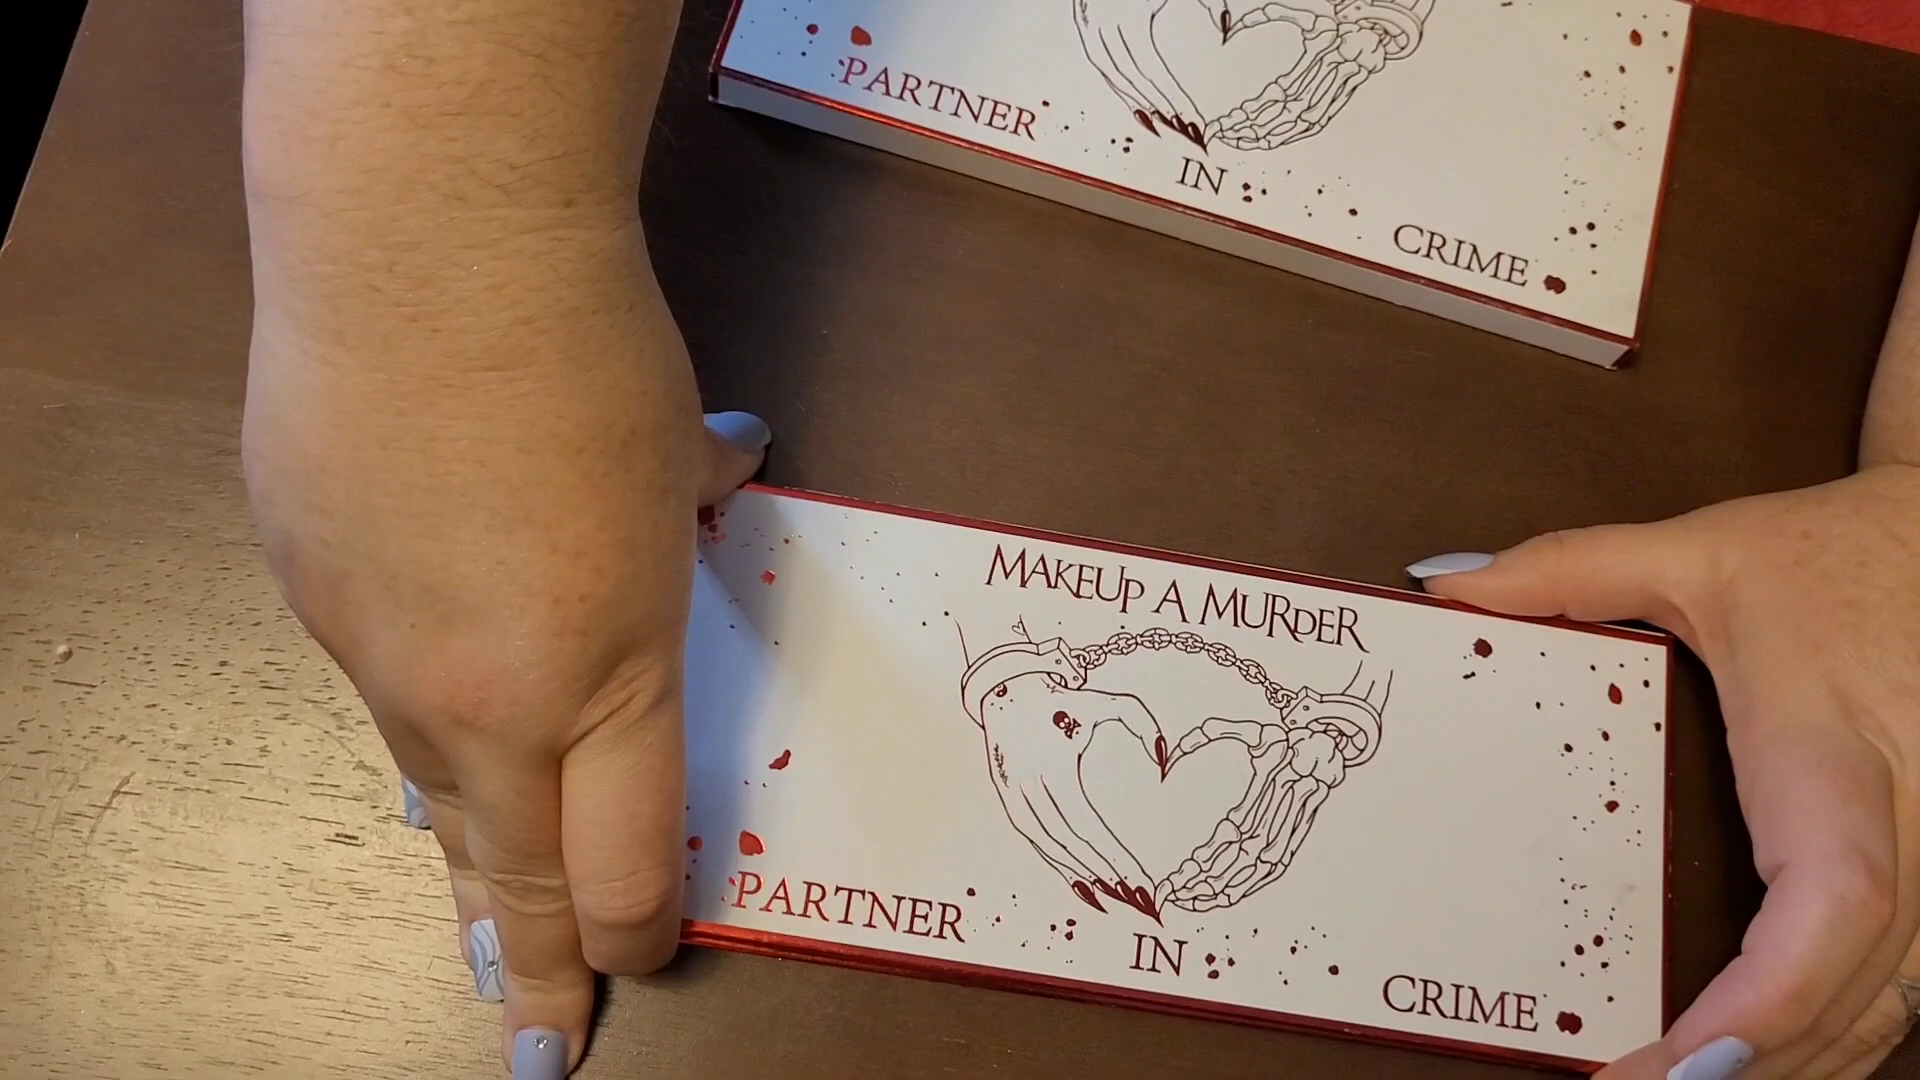 PARTNER
IN
CRIME
MAKEUP A MURDER
PARTNER
IN
CRIME